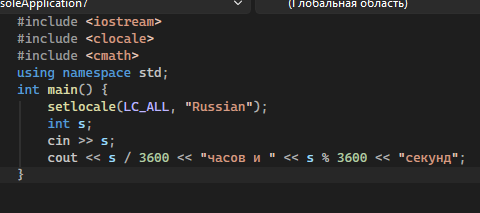 soleApplication7
(Глобальная область)
#include <iostream>
#include <clocale>
#include <cmath>
using namespace std;
int main() {
    setlocale(LC_ALL, "Russian");
    int s;
    cin >> s;
    cout << s / 3600 << "часов и " << s % 3600 << "секунд";
}